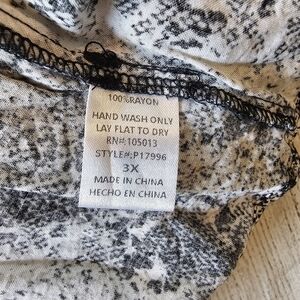 100%RAYON
HAND WASH ONLY
LAY FLAT TO DRY
RN#:105013
STYLE#:P17996
3X
MADE IN CHINA
HECHO EN CHINA